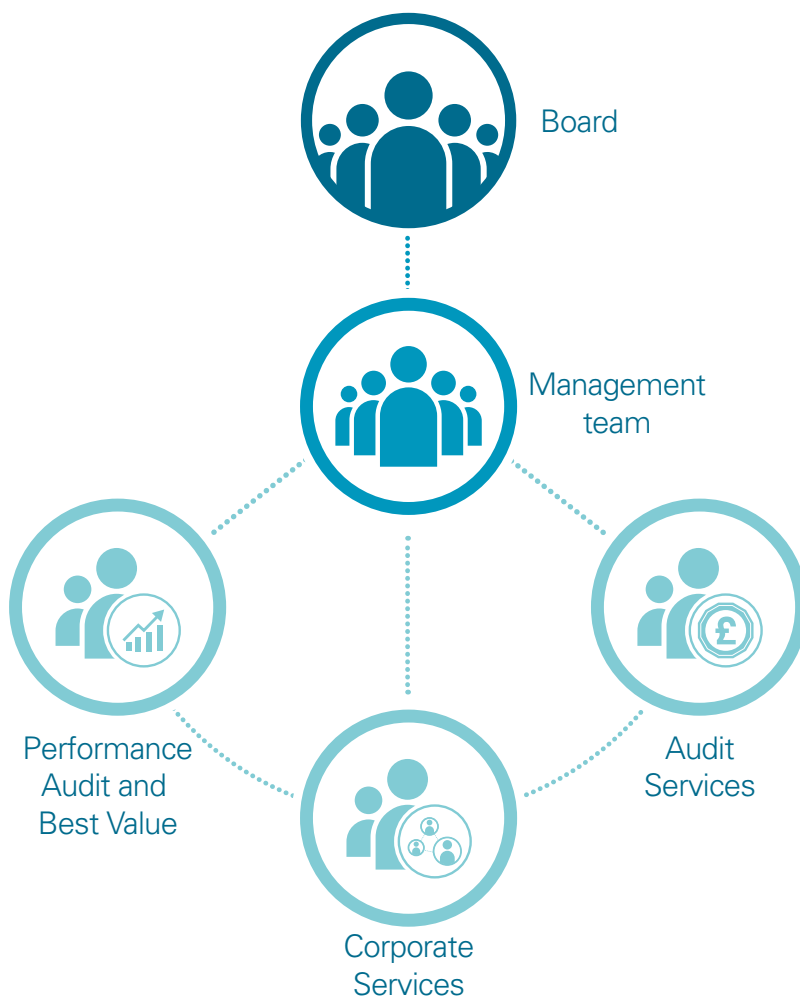 Board
Management
team
£
Performance
Audit and
Best Value
Audit
Services
Corporate
Services